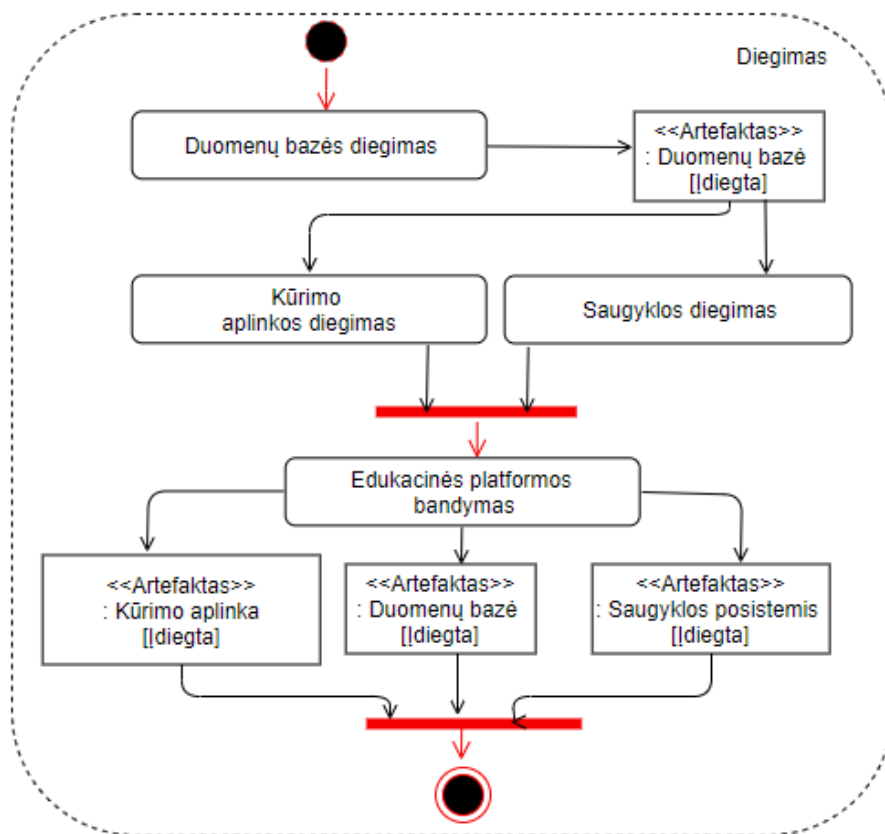 Diegimas
Duomenų bazės diegimas
<<Artefaktas>>
: Duomenų bazė
[Įdiegta]
Kūrimo
aplinkos diegimas
Saugyklos diegimas
Edukacinės platformos
bandymas
<<Artefaktas>>
: Kūrimo aplinka
[Įdiegta]
<<Artefaktas>>
: Duomenų bazė
[Įdiegta]
<<Artefaktas>>
: Saugyklos posistemis
[Įdiegta]